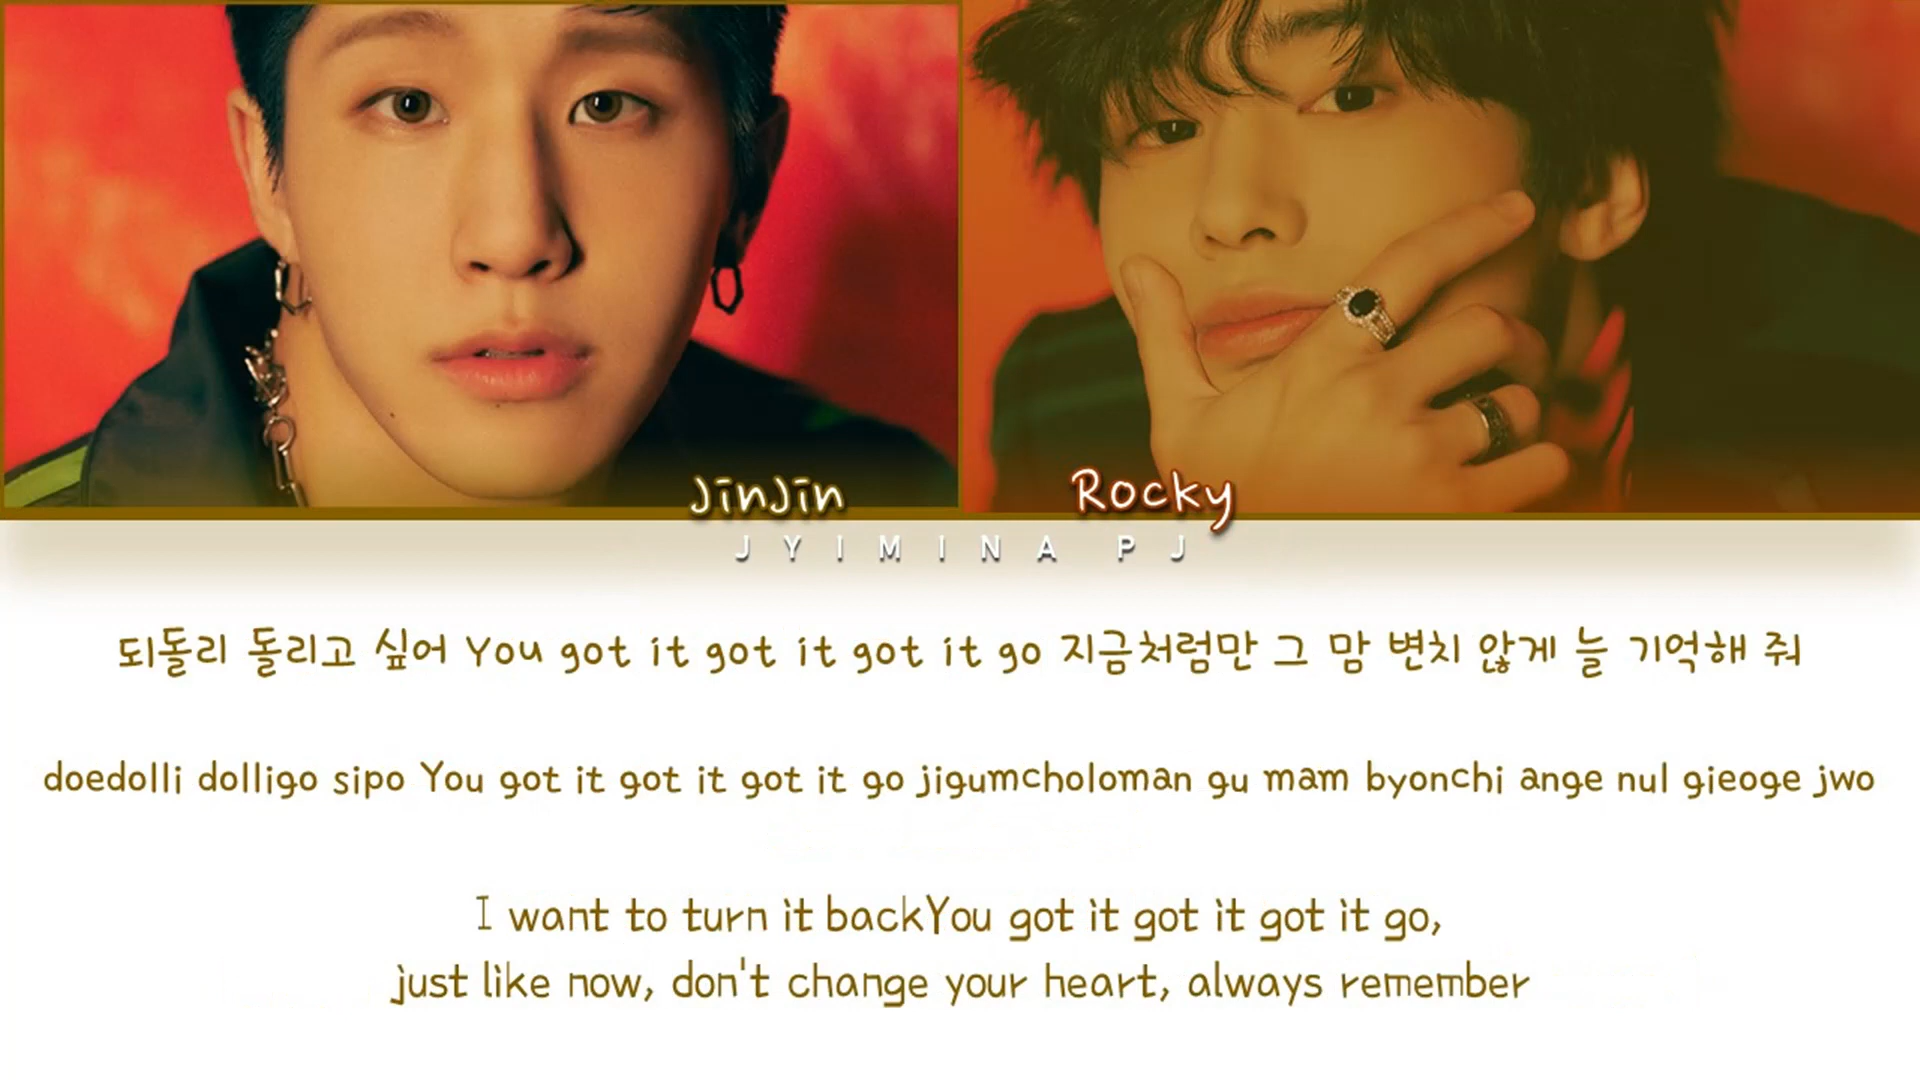 JinJin
Rocky
JYIMINA PJ
되돌리 돌리고 싶어 You got it got it got it go 지금처럼만 그 맘 변치 않게 늘 기억해 줘
doedolli dolligo sipo You got it got it got it go jigumcholoman gu mam byonchi ange nul gieoge jwo
I want to turn it backYou got it got it got it go,
just like now, don't change your heart, always remember